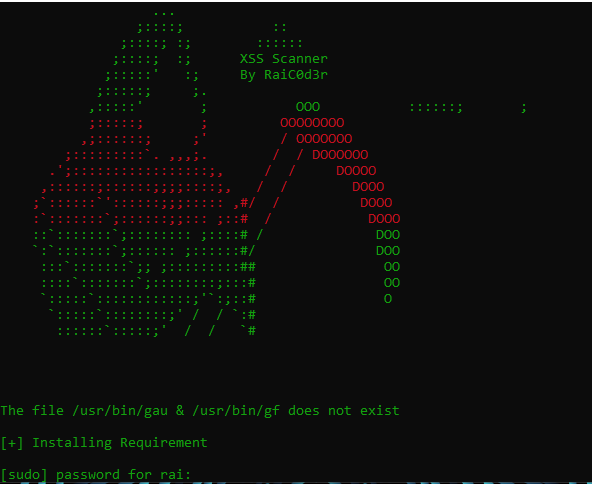 XSS Scanner
By RaiC0d3r
The file /usr/bin/gau & /usr/bin/gf does not exist
[+] Installing Requirement
[sudo] password for rai: